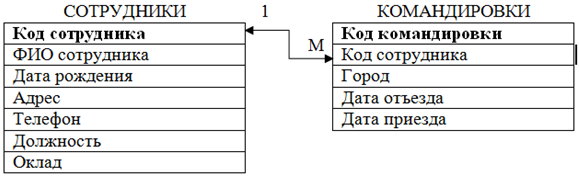 СОТРУДНИКИ 1 КОМАНДИРОВКИ
Код сотрудника
ФИО сотрудника
Дата рождения
Адрес
Телефон
Должность
Оклад
М
Код командировки
Код сотрудника
Город
Дата отъезда
Дата приезда